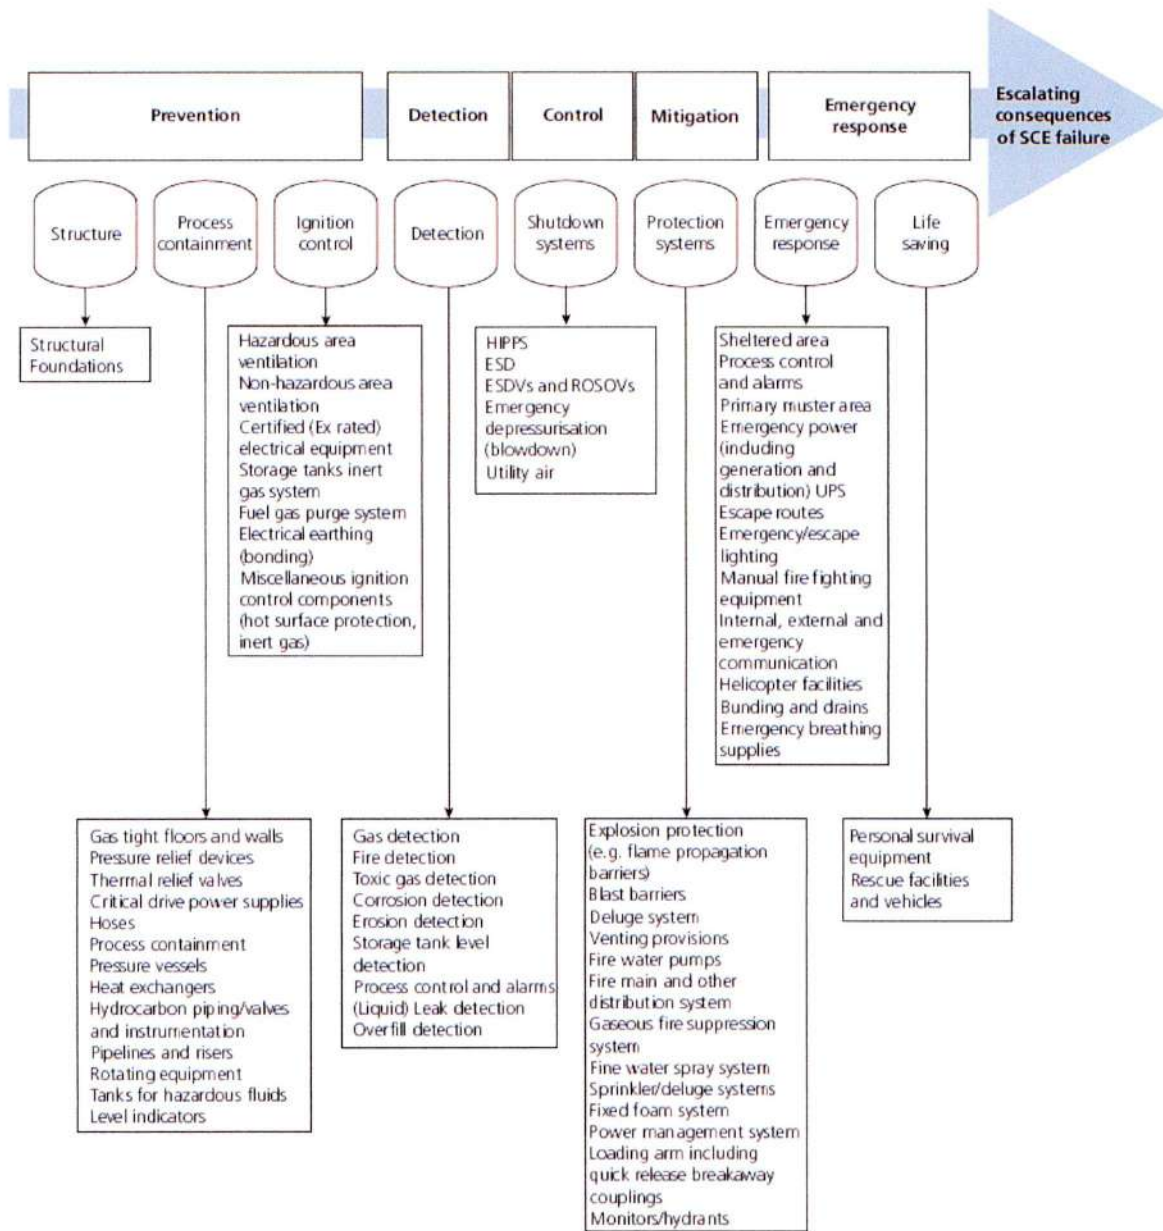 Prevention
Detection
Control
Mitigation
Emergency
response
Escalating
consequences
of SCE failure
Structure
Process
containment
Ignition
control
Detection
Shutdown
systems
Protection
systems
Emergency
response
Life
saving
Structural
Foundations
Hazardous area
ventilation
Non-hazardous area
ventilation
Certified (Ex rated)
electrical equipment
Storage tanks inert
gas system
Fuel gas purge system
Electrical earthing
(bonding)
Miscellaneous ignition
control components
(hot surface protection,
inert gas)
HIPPS
ESD
ESDVs and ROSOVs
Emergency
depressurisation
(blowdown)
Utility air
Sheltered area
Process control
and alarms
Primary muster area
Emergency power
(including
generation and
distribution) UPS
Escape routes
Emergency/escape
lighting
Manual fire fighting
equipment
Internal, external and
emergency
communication
Helicopter facilities
Bunding and drains
Emergency breathing
supplies
Gas tight floors and walls
Pressure relief devices
Thermal relief valves
Critical drive power supplies
Hoses
Process containment
Pressure vessels
Heat exchangers
Hydrocarbon piping/valves
and instrumentation
Pipelines and risers
Rotating equipment
Tanks for hazardous fluids
Level indicators
Gas detection
Fire detection
Toxic gas detection
Corrosion detection
Erosion detection
Storage tank level
detection
Process control and alarms
(Liquid) Leak detection
Overfill detection
Explosion protection
(e.g. flame propagation
barriers)
Blast barriers
Deluge system
Venting provisions
Fire water pumps
Fire main and other
distribution system
Gaseous fire suppression
system
Fine water spray system
Sprinkler/deluge systems
Fixed foam system
Power management system
Loading arm including
quick release breakaway
couplings
Monitors/hydrants
Personal survival
equipment
Rescue facilities
and vehicles